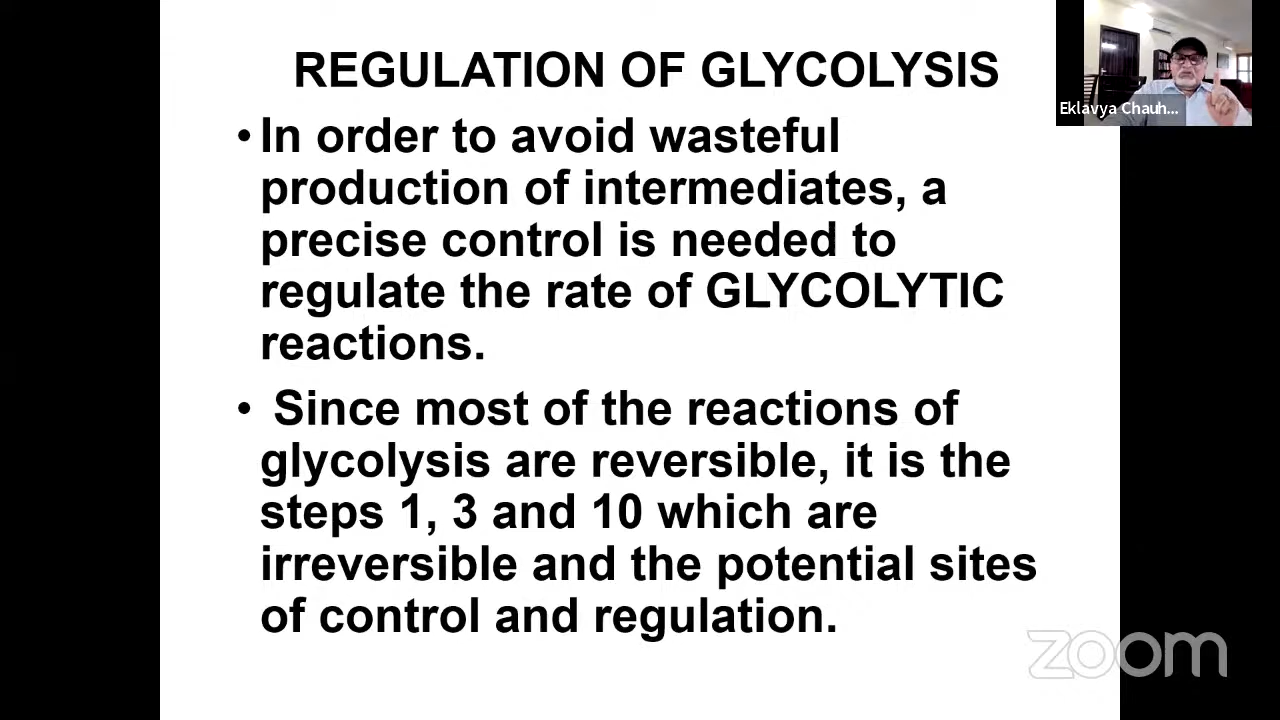 REGULATION OF GLYCOLYSIS
• In order to avoid wasteful
production of intermediates, a
precise control is needed to
regulate the rate of GLYCOLYTIC
reactions.
• Since most of the reactions of
glycolysis are reversible, it is the
steps 1, 3 and 10 which are
irreversible and the potential sites
of control and regulation.
Eklavya Chauh...
zoom